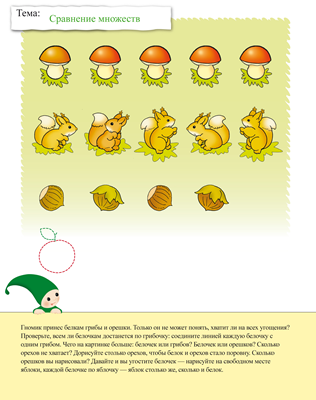 Тема:
Сравнение множеств
Гномик принес белкам грибы и орешки. Только он не может понять, хватит ли на всех угощения?
Проверьте, всем ли белочкам достанется по грибочку: соедините линией каждую белочку с
одним грибом. Чего на картинке больше: белочек или грибов? Белочек или орешков? Сколько
орехов не хватает? Дорисуйте столько орехов, чтобы белок и орехов стало поровну. Сколько
орешков вы нарисовали? Давайте и вы угостите белочек — нарисуйте на свободном месте
яблоки, каждой белочке по яблочку — яблок столько же, сколько и белок.